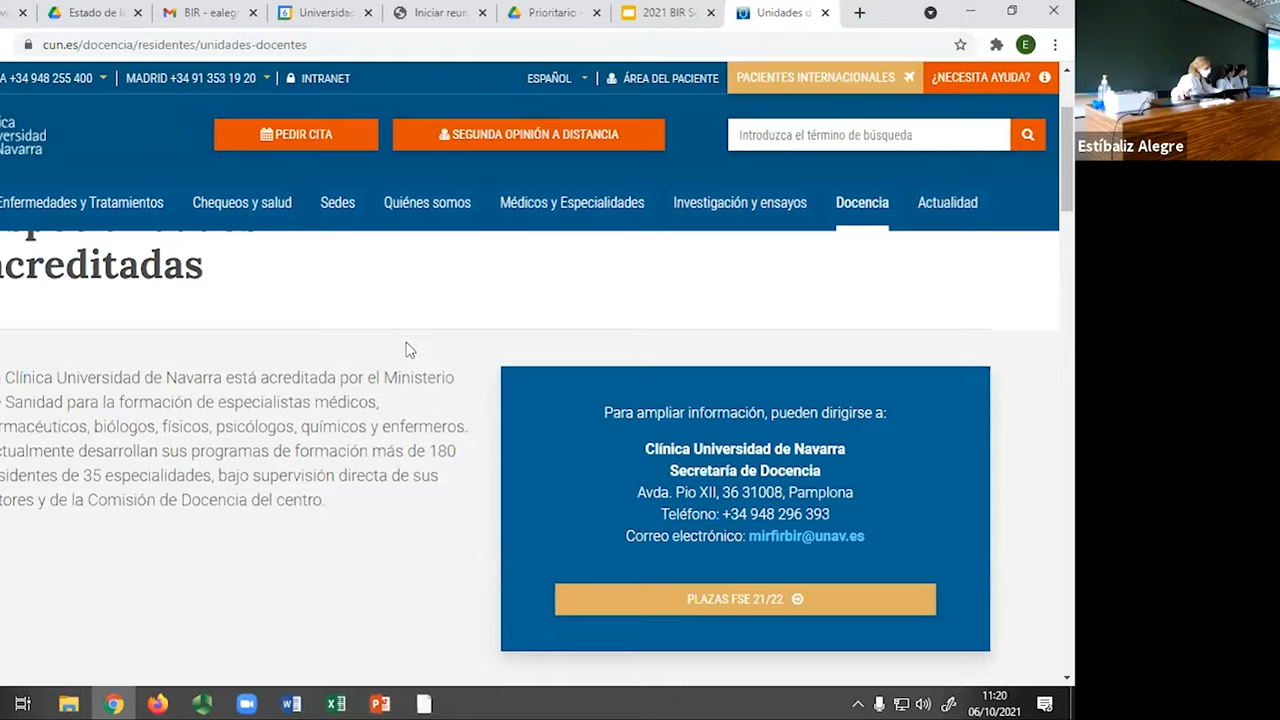 Estado de l
BIR - ealeg
Universidad
Iniciar reun
Prioritario -
2021 BIR S
Unidades d
cun.es/docencia/residentes/unidades-docentes
E
A +34 948 255 400 | MADRID +34 91 353 19 20 | INTRANET
ESPAÑOL | ÁREA DEL PACIENTE
PACIENTES INTERNACIONALES
¿NECESITA AYUDA?
ica
versidad
Navarra
PEDIR CITA
SEGUNDA OPINIÓN A DISTANCIA
Introduzca el término de búsqueda
Enfermedades y Tratamientos
Chequeos y salud
Sedes
Quiénes somos
Médicos y Especialidades
Investigación y ensayos
Docencia
Actualidad
acreditadas
Clínica Universidad de Navarra está acreditada por el Ministerio
Sanidad para la formación de especialistas médicos,
rmacéuticos, biólogos, físicos, psicólogos, químicos y enfermeros.
ctualmente desarrollan sus programas de formación más de 180
sidentes de 35 especialidades, bajo supervisión directa de sus
tores y de la Comisión de Docencia del centro.
Para ampliar información, pueden dirigirse a:
Clínica Universidad de Navarra
Secretaría de Docencia
Avda. Pio XII, 36 31008, Pamplona
Teléfono: +34 948 296 393
Correo electrónico: mirfirbir@unav.es
PLAZAS FSE 21/22
Estíbaliz Alegre
11:20
06/10/2021